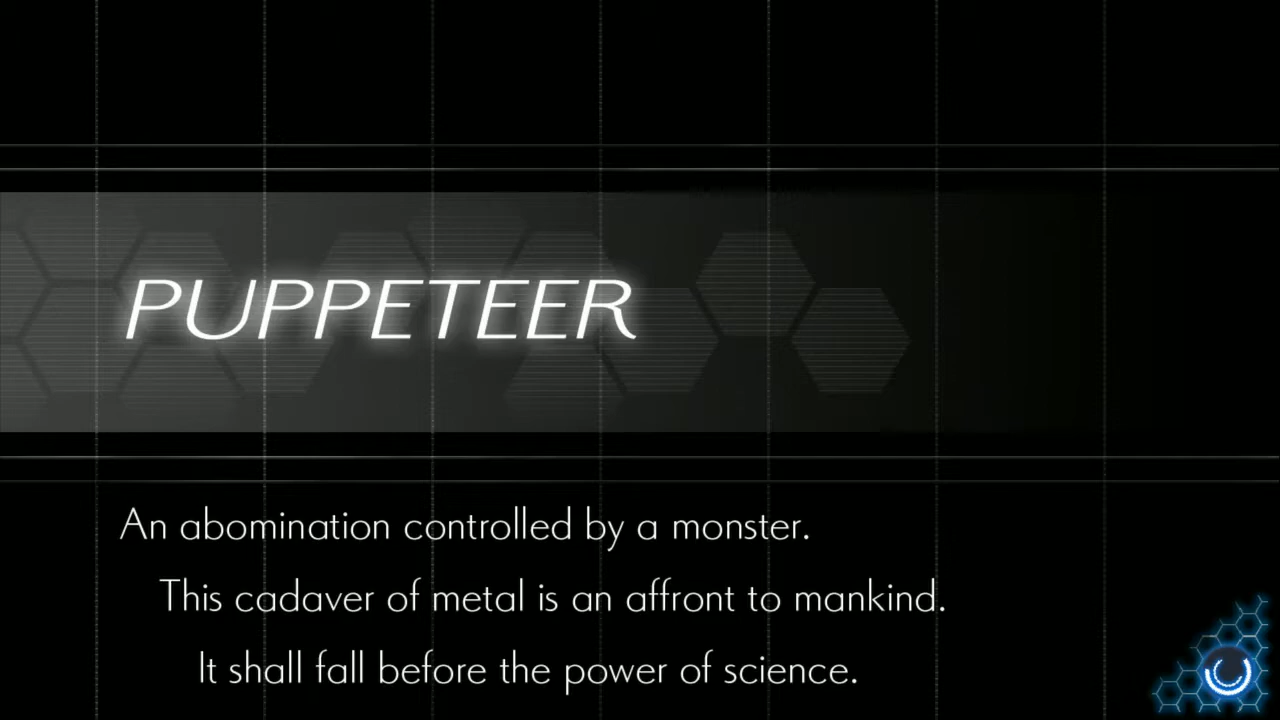 PUPPETEER
An abomination controlled by a monster.
This cadaver of metal is an affront to mankind.
It shall fall before the power of science.